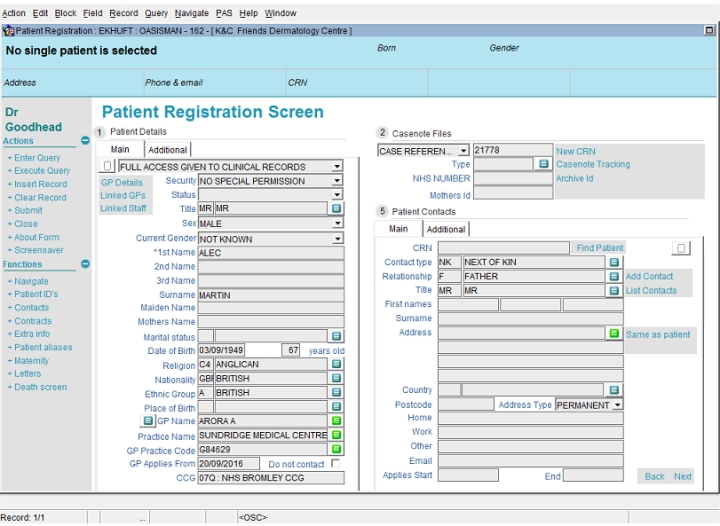 Action Edit Block Field Record Query Navigate PAS Help Window
Patient Registration : EKHUFT : OASISMAN - 162 - [ K&C Friends Dermatology Centre ]
No single patient is selected
Born
Gender
Address
Phone & email
CRN
Dr Goodhead
Actions
+ Enter Query
+ Execute Query
+ Insert Record
+ Clear Record
+ Submit
+ Close
+ About Form
+ Screensaver
Functions
+ Navigate
+ Patient ID's
+ Contacts
+ Contracts
+ Extra info
+ Patient aliases
+ Maternity
+ Letters
+ Death screen
Patient Registration Screen
1 Patient Details
Main Additional
FULL ACCESS GIVEN TO CLINICAL RECORDS
GP Details
Linked GPs
Linked Staff
Security NO SPECIAL PERMISSION
Status
Title MR MR
Sex MALE
Current Gender NOT KNOWN
*1st Name ALEC
2nd Name
3rd Name
Surname MARTIN
Maiden Name
Mothers Name
Marital status
Date of Birth 03/09/1949 67 years old
Religion C4 ANGLICAN
Nationality GBR BRITISH
Ethnic Group A BRITISH
Place of Birth
GP Name ARORA A
Practice Name SUNDRIDGE MEDICAL CENTRE
GP Practice Code G84629
GP Applies From 20/09/2016 Do not contact
CCG 07Q : NHS BROMLEY CCG
2 Casenote Files
CASE REFEREN... 21778 New CRN
Type Casenote Tracking
NHS NUMBER Archive Id
Mothers Id
5 Patient Contacts
Main Additional
CRN Find Patient
Contact type NK NEXT OF KIN
Relationship F FATHER Add Contact
Title MR MR List Contacts
First names
Surname
Address Same as patient
Country
Postcode Address Type PERMANENT
Home
Work
Other
Email
Applies Start End Back Next
Record: 1/1 ... <OSC>